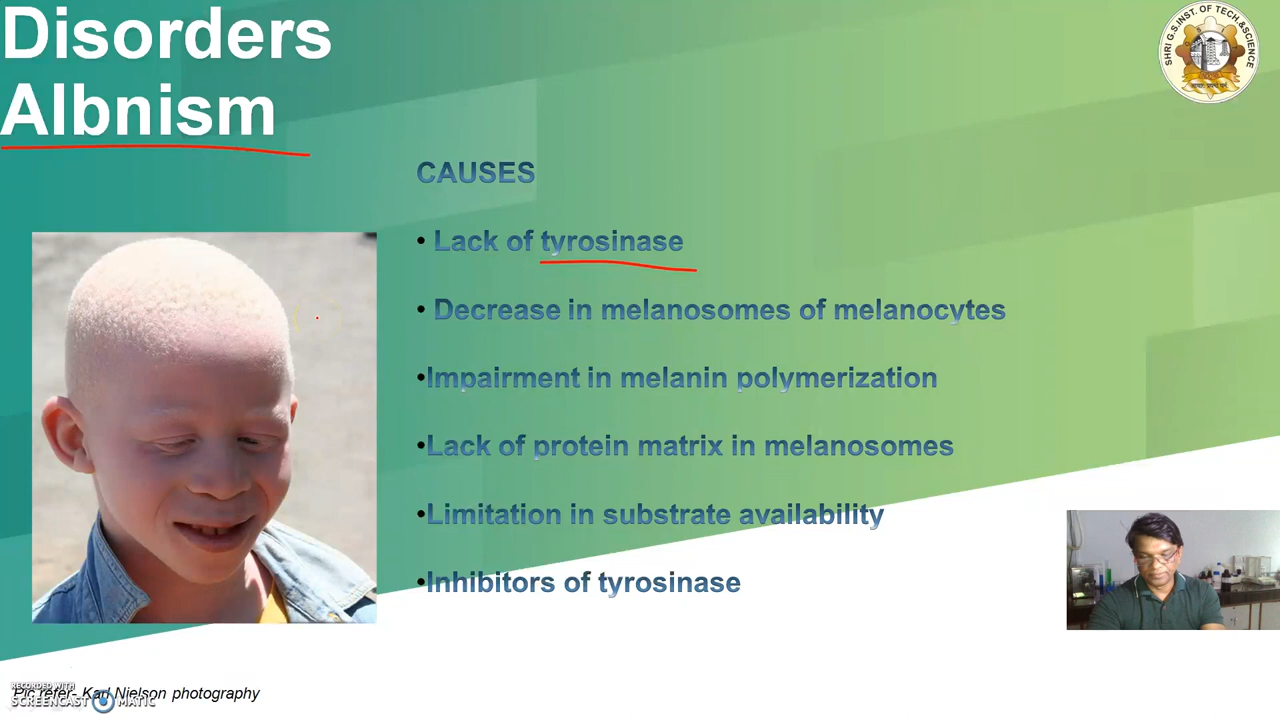 Disorders
Albnism
SHRI G.S.INST. OF TECH.&SCIENCE
CAUSES
• Lack of tyrosinase
• Decrease in melanosomes of melanocytes
•Impairment in melanin polymerization
•Lack of protein matrix in melanosomes
•Limitation in substrate availability
•Inhibitors of tyrosinase
Pic refer- Karl Nielson photography
RECORDED WITH
SCREENCAST MATIC